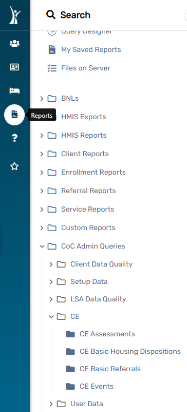 Search
Query Designer
My Saved Reports
Files on Server
Reports
BNLs
HMIS Exports
HMIS Reports
Client Reports
Enrollment Reports
Referral Reports
Service Reports
Custom Reports
CoC Admin Queries
Client Data Quality
Setup Data
LSA Data Quality
CE
CE Assessments
CE Basic Housing Dispositions
CE Basic Referrals
CE Events
User Data